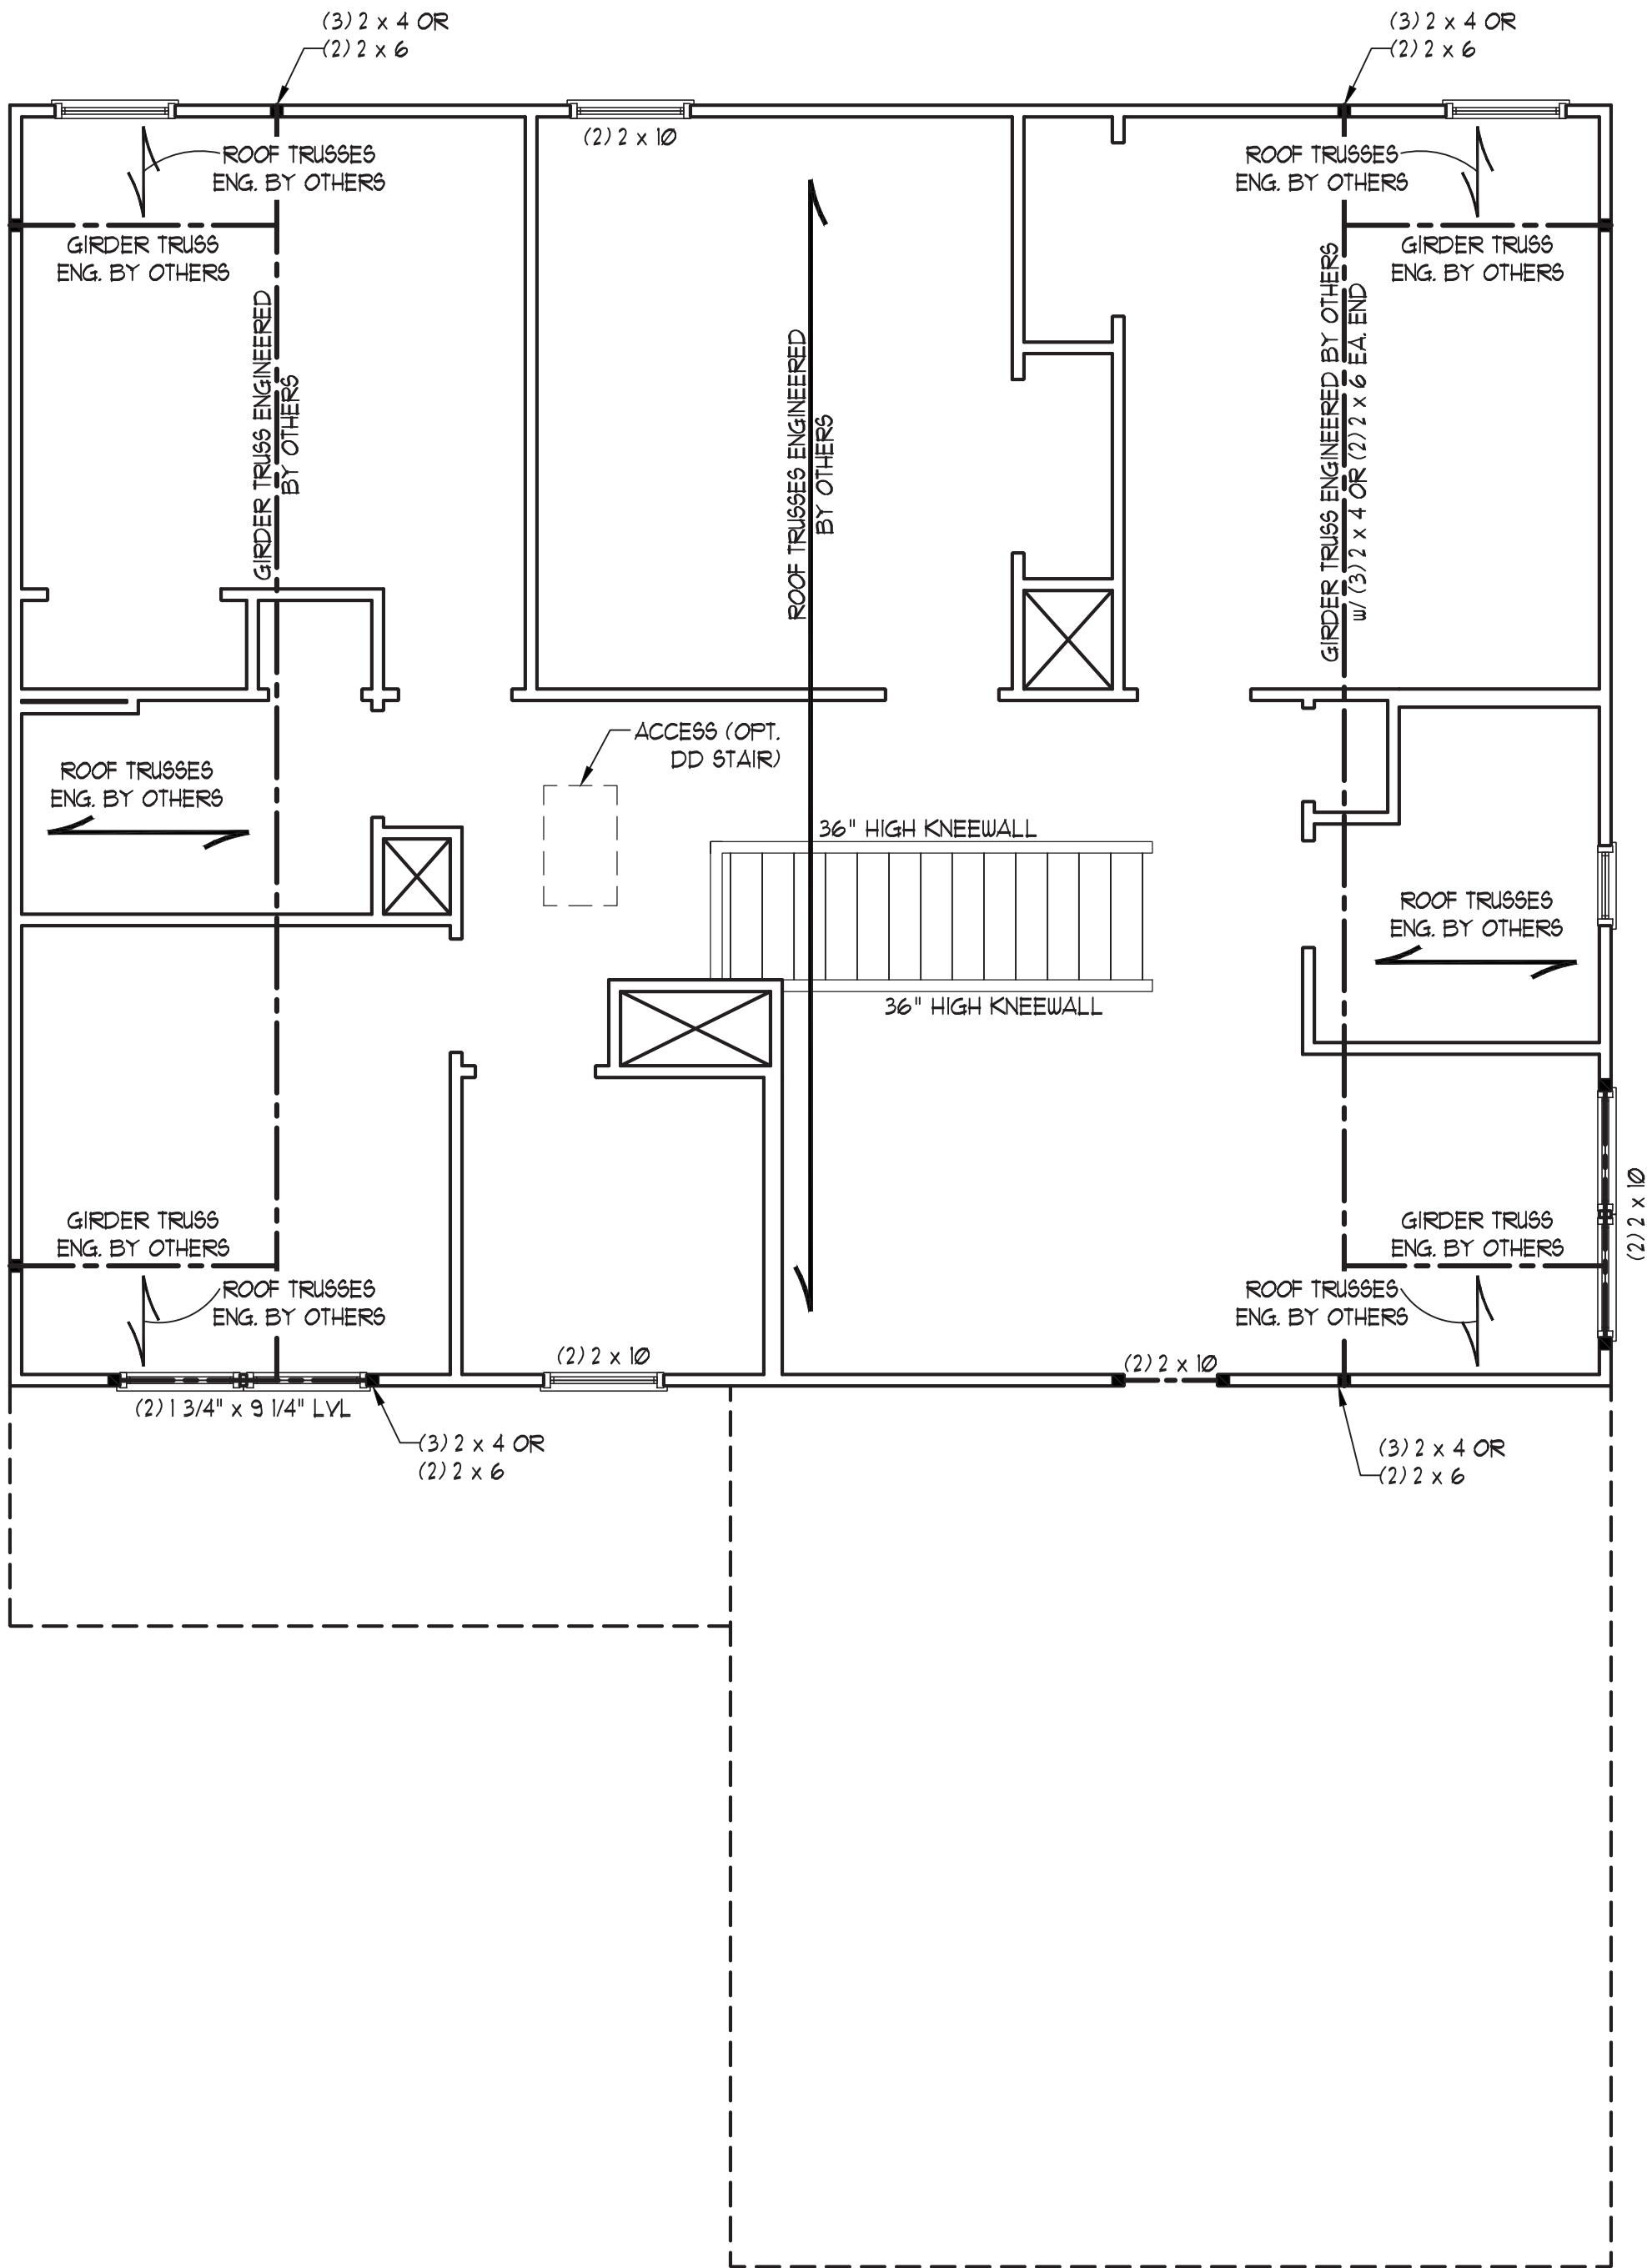 (3) 2 x 4 OR
(2) 2 x 6
(3) 2 x 4 OR
(2) 2 x 6
(2) 2 x 10
ROOF TRUSSES
ENG. BY OTHERS
ROOF TRUSSES
ENG. BY OTHERS
GIRDER TRUSS
ENG. BY OTHERS
GIRDER TRUSS
ENG. BY OTHERS
GIRDER TRUSS ENGINEERED
BY OTHERS
ROOF TRUSSES ENGINEERED
BY OTHERS
GIRDER TRUSS ENGINEERED BY OTHERS
w/ (3) 2 x 4 OR (2) 2 x 6 EA. END
ACCESS (OPT.
DD STAIR)
ROOF TRUSSES
ENG. BY OTHERS
36" HIGH KNEEWALL
ROOF TRUSSES
ENG. BY OTHERS
36" HIGH KNEEWALL
GIRDER TRUSS
ENG. BY OTHERS
GIRDER TRUSS
ENG. BY OTHERS
(2) 2 x 10
ROOF TRUSSES
ENG. BY OTHERS
ROOF TRUSSES
ENG. BY OTHERS
(2) 2 x 10
(2) 2 x 10
(2) 1 3/4" x 9 1/4" LVL
(3) 2 x 4 OR
(2) 2 x 6
(3) 2 x 4 OR
(2) 2 x 6